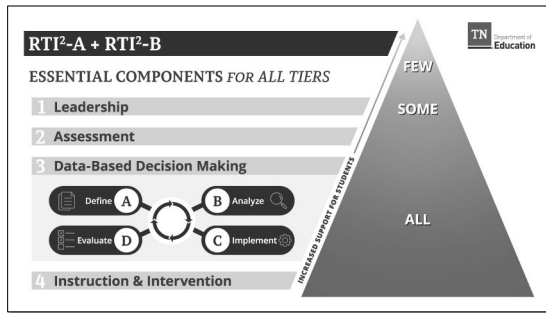 RTI²-A + RTI²-B
TN Department of
Education
ESSENTIAL COMPONENTS for ALL TIERS
1 Leadership
2 Assessment
3 Data-Based Decision Making
Define A
B Analyze
Evaluate D
C Implement
4 Instruction & Intervention
INCREASED SUPPORT FOR STUDENTS
FEW
SOME
ALL